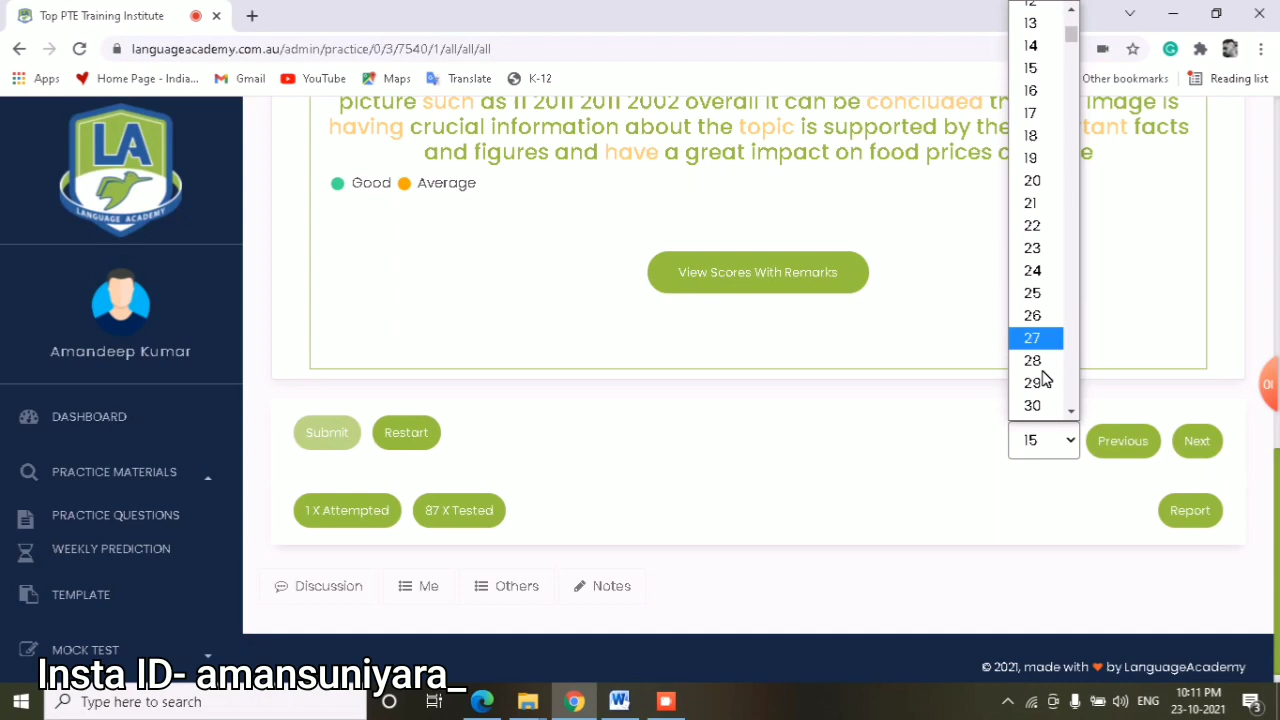 Top PTE Training Institute
languageacademy.com.au/admin/practice/0/3/7540/1/all/all/all
Apps
Home Page - India...
Gmail
YouTube
Maps
Translate
K-12
Other bookmarks
Reading list
LA
LANGUAGE ACADEMY
Amandeep Kumar
DASHBOARD
PRACTICE MATERIALS
PRACTICE QUESTIONS
WEEKLY PREDICTION
TEMPLATE
MOCK TEST
picture such as 11 2011 2011 2002 overall it can be concluded image is
having crucial information about the topic is supported by the facts
and figures and have a great impact on food prices
Good Average
View Scores With Remarks
12
13
14
15
16
17
18
19
20
21
22
23
24
25
26
27
28
29
30
Submit Restart
15 Previous Next
1 X Attempted 87 X Tested Report
Discussion Me Others Notes
© 2021, made with ❤ by LanguageAcademy
Insta ID- amansuniyara_
Type here to search
ENG
10:11 PM
23-10-2021
3